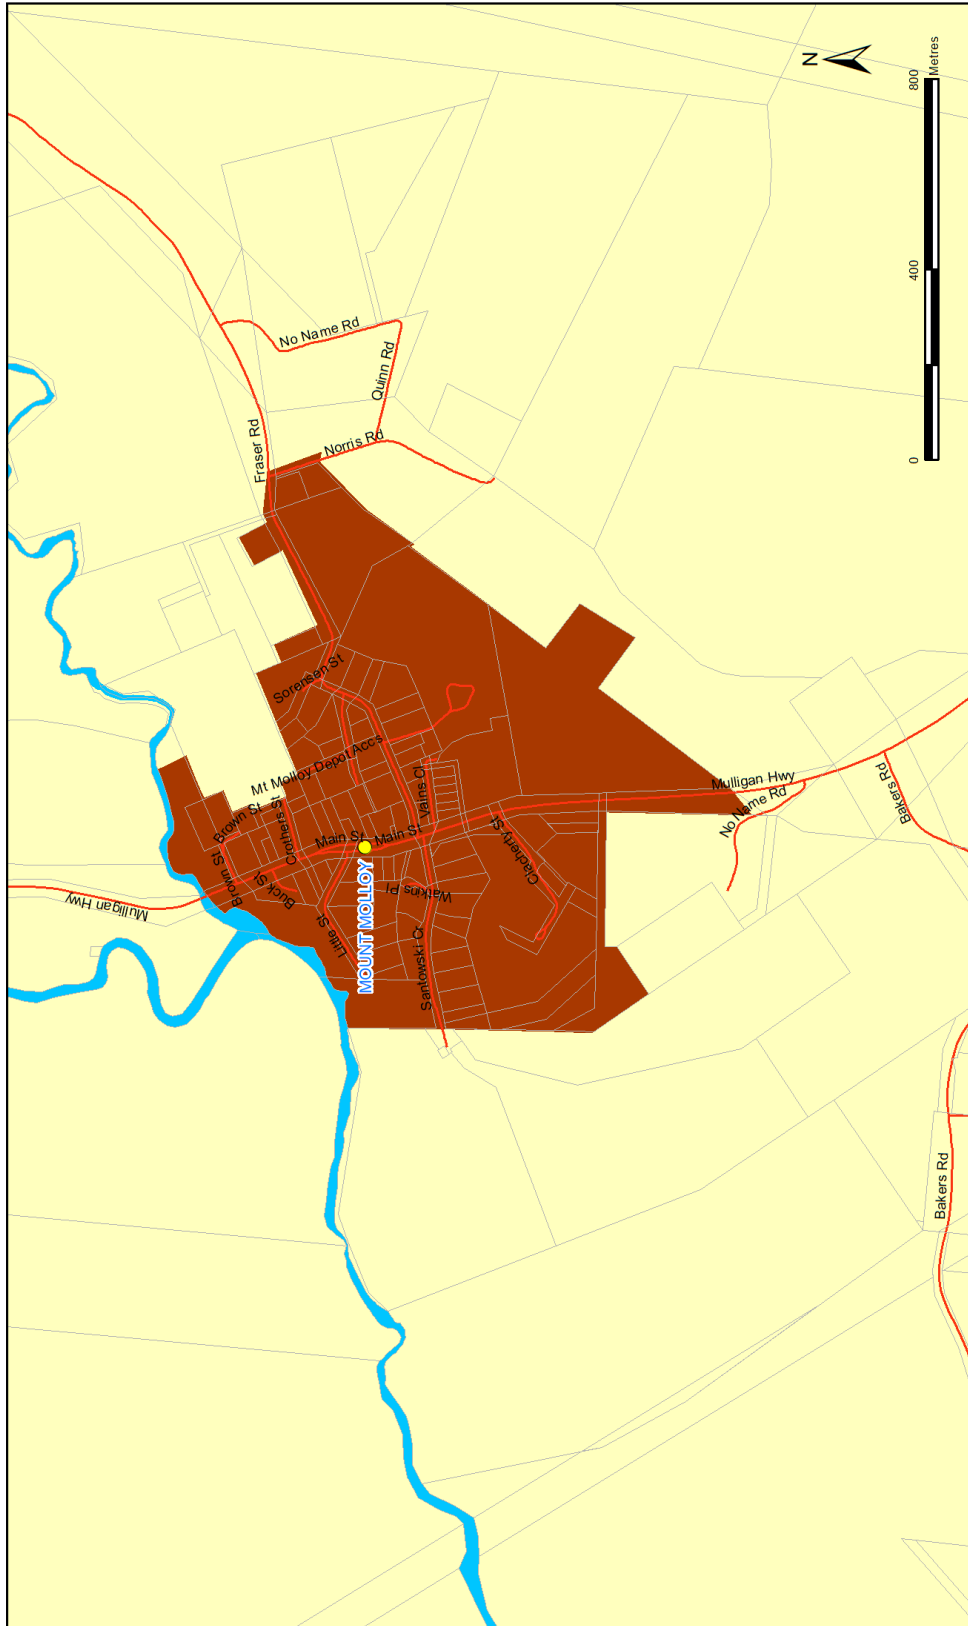 N
800
Metres
400
0
No Name Rd
Quinn Rd
Fraser Rd
Norris Rd
Sorensen St
Mt Molloy Depot Accs
Brown St
Crothers St
Main St
Main St
Vains Cl
Mulligan Hwy
No Name Rd
Bakers Rd
Brown St
Buck St
Mulligan Hwy
Little St
MOUNT MOLLOY
Watkins Pl
Clacherty St
Santowski Cr
Bakers Rd